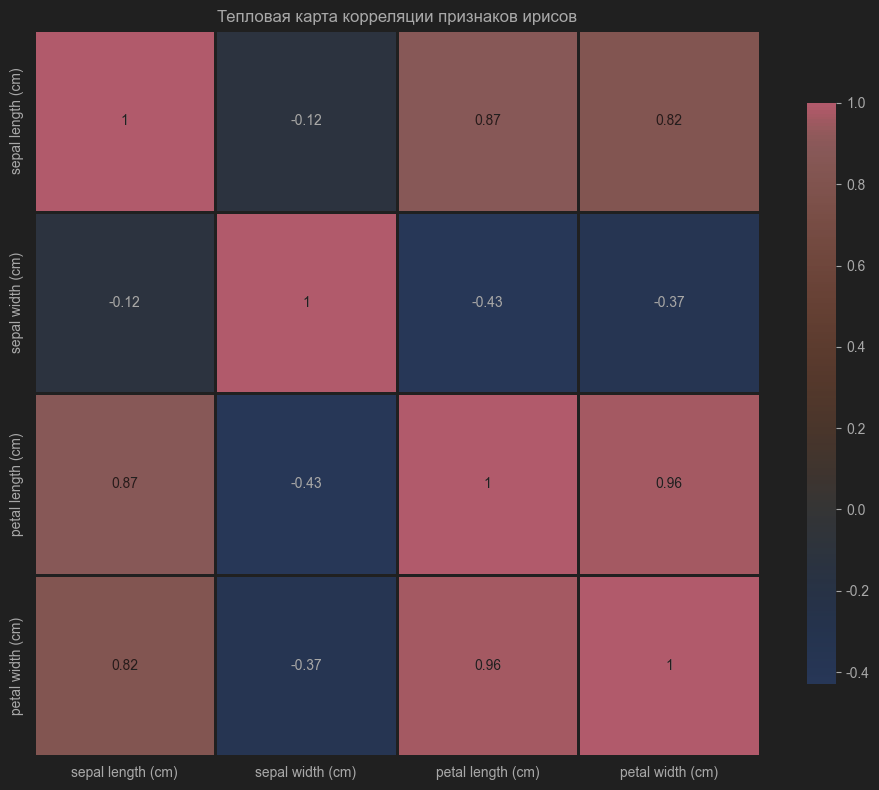 Тепловая карта корреляции признаков ирисов
sepal length (cm)
1 -0.12 0.87 0.82
sepal width (cm)
-0.12 1 -0.43 -0.37
petal length (cm)
0.87 -0.43 1 0.96
petal width (cm)
0.82 -0.37 0.96 1
sepal length (cm) sepal width (cm) petal length (cm) petal width (cm)
1.0
0.8
0.6
0.4
0.2
0.0
-0.2
-0.4